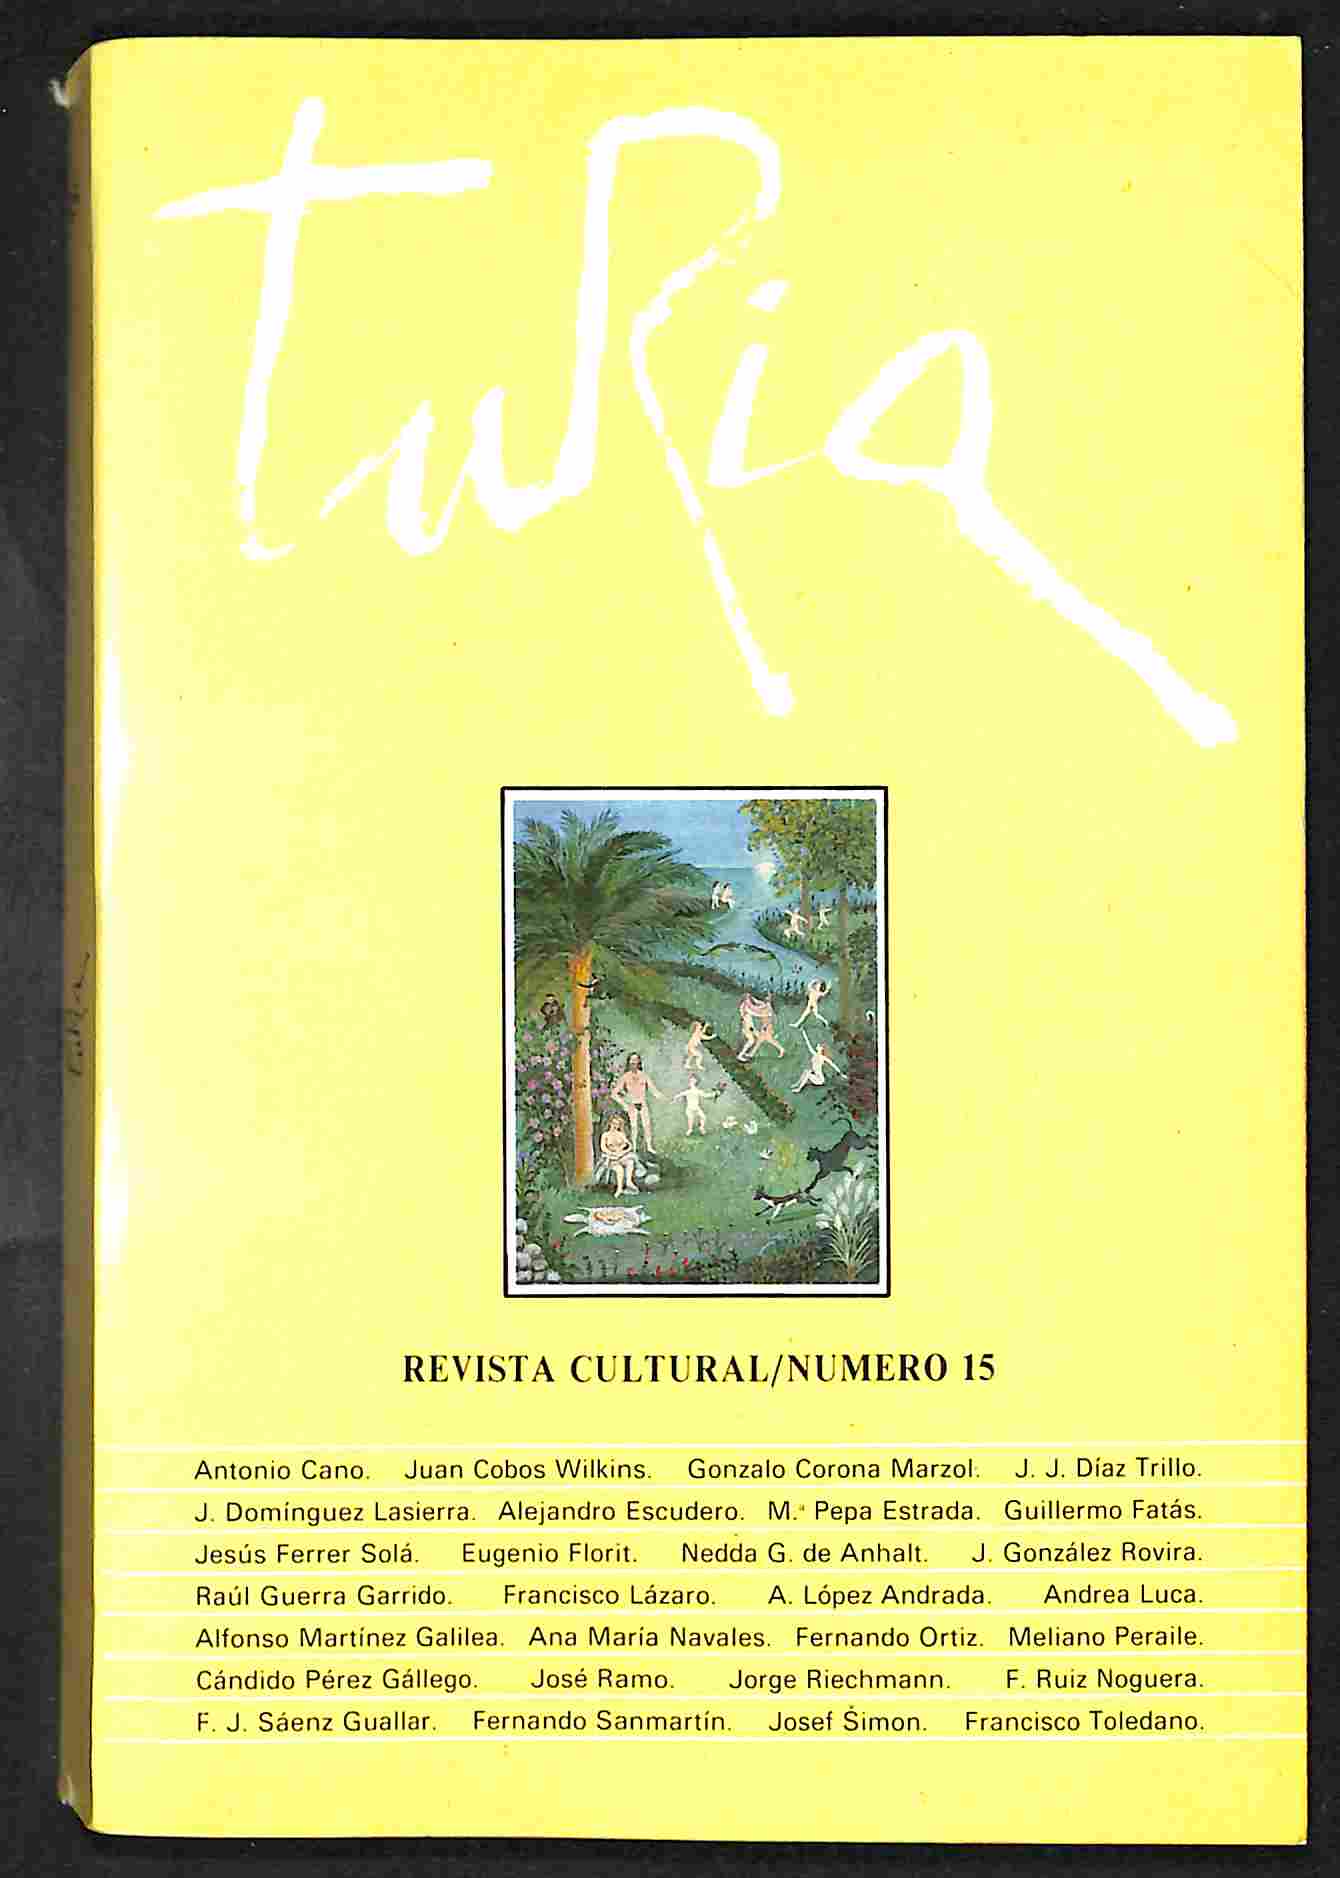 TuRia
REVISTA CULTURAL/NUMERO 15
Antonio Cano. Juan Cobos Wilkins. Gonzalo Corona Marzol. J. J. Díaz Trillo.
J. Domínguez Lasierra. Alejandro Escudero. M.ª Pepa Estrada. Guillermo Fatás.
Jesús Ferrer Solá. Eugenio Florit. Nedda G. de Anhalt. J. González Rovira.
Raúl Guerra Garrido. Francisco Lázaro. A. López Andrada. Andrea Luca.
Alfonso Martínez Galilea. Ana María Navales. Fernando Ortiz. Meliano Peraile.
Cándido Pérez Gállego. José Ramo. Jorge Riechmann. F. Ruiz Noguera.
F. J. Sáenz Guallar. Fernando Sanmartín. Josef Šimon. Francisco Toledano.